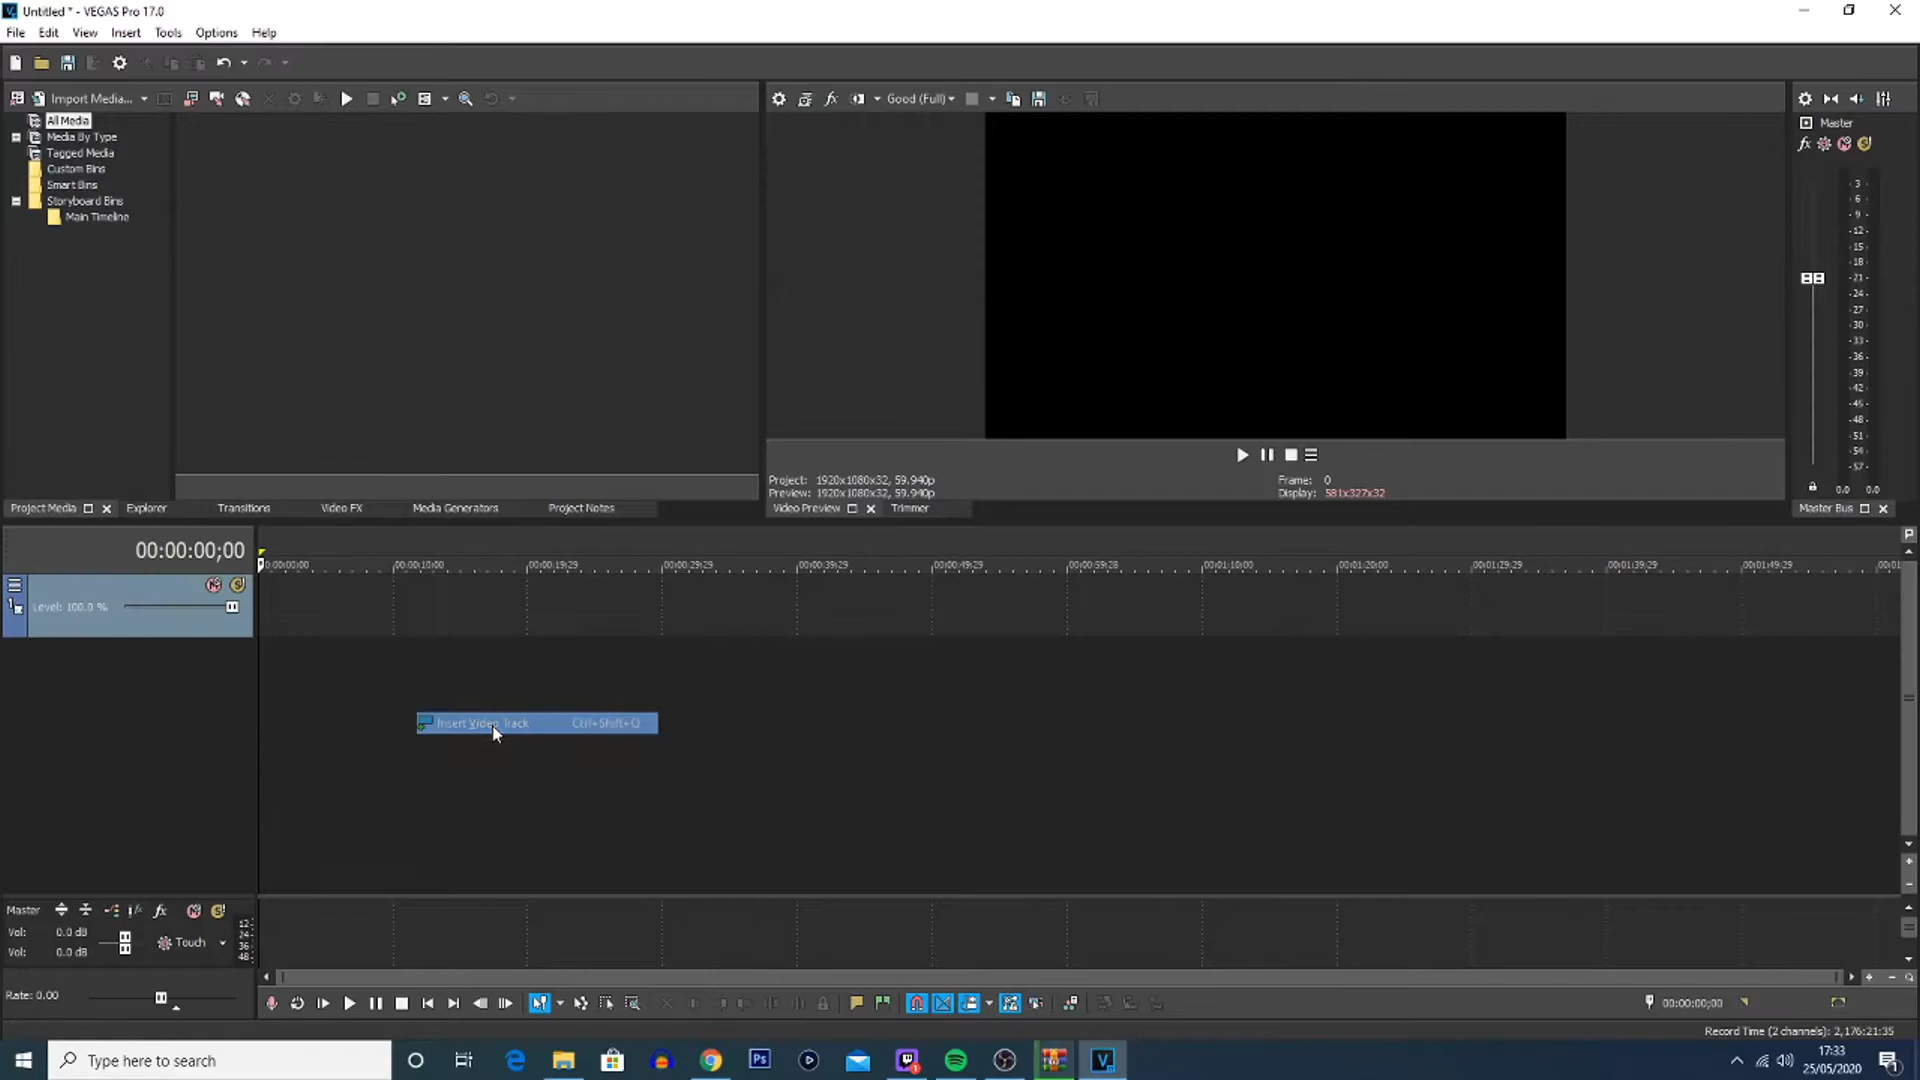 Untitled * - VEGAS Pro 17.0
File Edit View Insert Tools Options Help
Import Media...
Good (Full)
All Media
Media By Type
Tagged Media
Custom Bins
Smart Bins
Storyboard Bins
Main Timeline
Master
fx
3
6
9
12
15
18
21
24
27
30
33
36
39
42
45
48
51
54
57
0.0 0.0
Project: 1920x1080x32, 59.940p
Preview: 1920x1080x32, 59.940p
Frame: 0
Display: 581x327x32
Project Media Explorer Transitions Video FX Media Generators Project Notes
Video Preview Trimmer
Master Bus
00:00:00;00
0:00:00:00 00:00:10;00 00:00:19;29 00:00:29;29 00:00:39;29 00:00:49;29 00:00:59;28 00:01:10;00 00:01:20;00 00:01:29;29 00:01:39;29 00:01:49;29 00:01
1
Level: 100.0 %
Insert Video Track Ctrl+Shift+Q
Master fx
Vol: 0.0 dB
Vol: 0.0 dB
Touch
12
24
36
48
Rate: 0.00
00:00:00;00
Record Time (2 channels): 2,176:21:35
Type here to search
Ps
V
17:33
25/05/2020